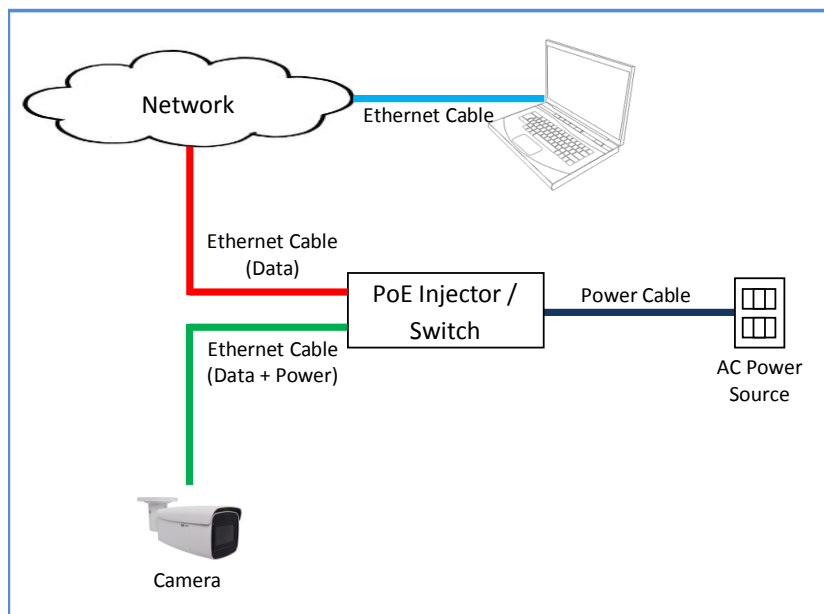 Network
Ethernet Cable
Ethernet Cable
(Data)
PoE Injector /
Switch
Power Cable
Ethernet Cable
(Data + Power)
AC Power
Source
Camera